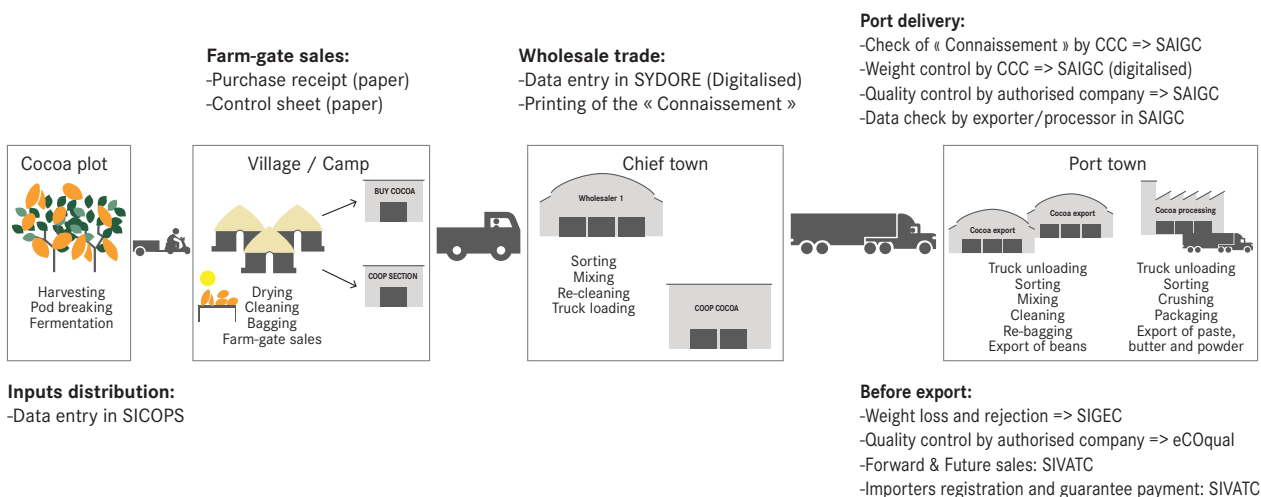 Farm-gate sales:
-Purchase receipt (paper)
-Control sheet (paper)
Wholesale trade:
-Data entry in SYDORE (Digitalised)
-Printing of the « Connaissement »
Port delivery:
-Check of « Connaissement » by CCC => SAIGC
-Weight control by CCC => SAIGC (digitalised)
-Quality control by authorised company => SAIGC
-Data check by exporter/processor in SAIGC
Cocoa plot
Harvesting
Pod breaking
Fermentation
Village / Camp
BUY COCOA
COOP SECTION
Drying
Cleaning
Bagging
Farm-gate sales
Chief town
Wholesaler 1
Sorting
Mixing
Re-cleaning
Truck loading
COOP COCOA
Port town
Cocoa export
Cocoa export
Cocoa processing
Truck unloading
Sorting
Mixing
Cleaning
Re-bagging
Export of beans
Truck unloading
Sorting
Crushing
Packaging
Export of paste,
butter and powder
Inputs distribution:
-Data entry in SICOPS
Before export:
-Weight loss and rejection => SIGEC
-Quality control by authorised company => eCOqual
-Forward & Future sales: SIVATC
-Importers registration and guarantee payment: SIVATC